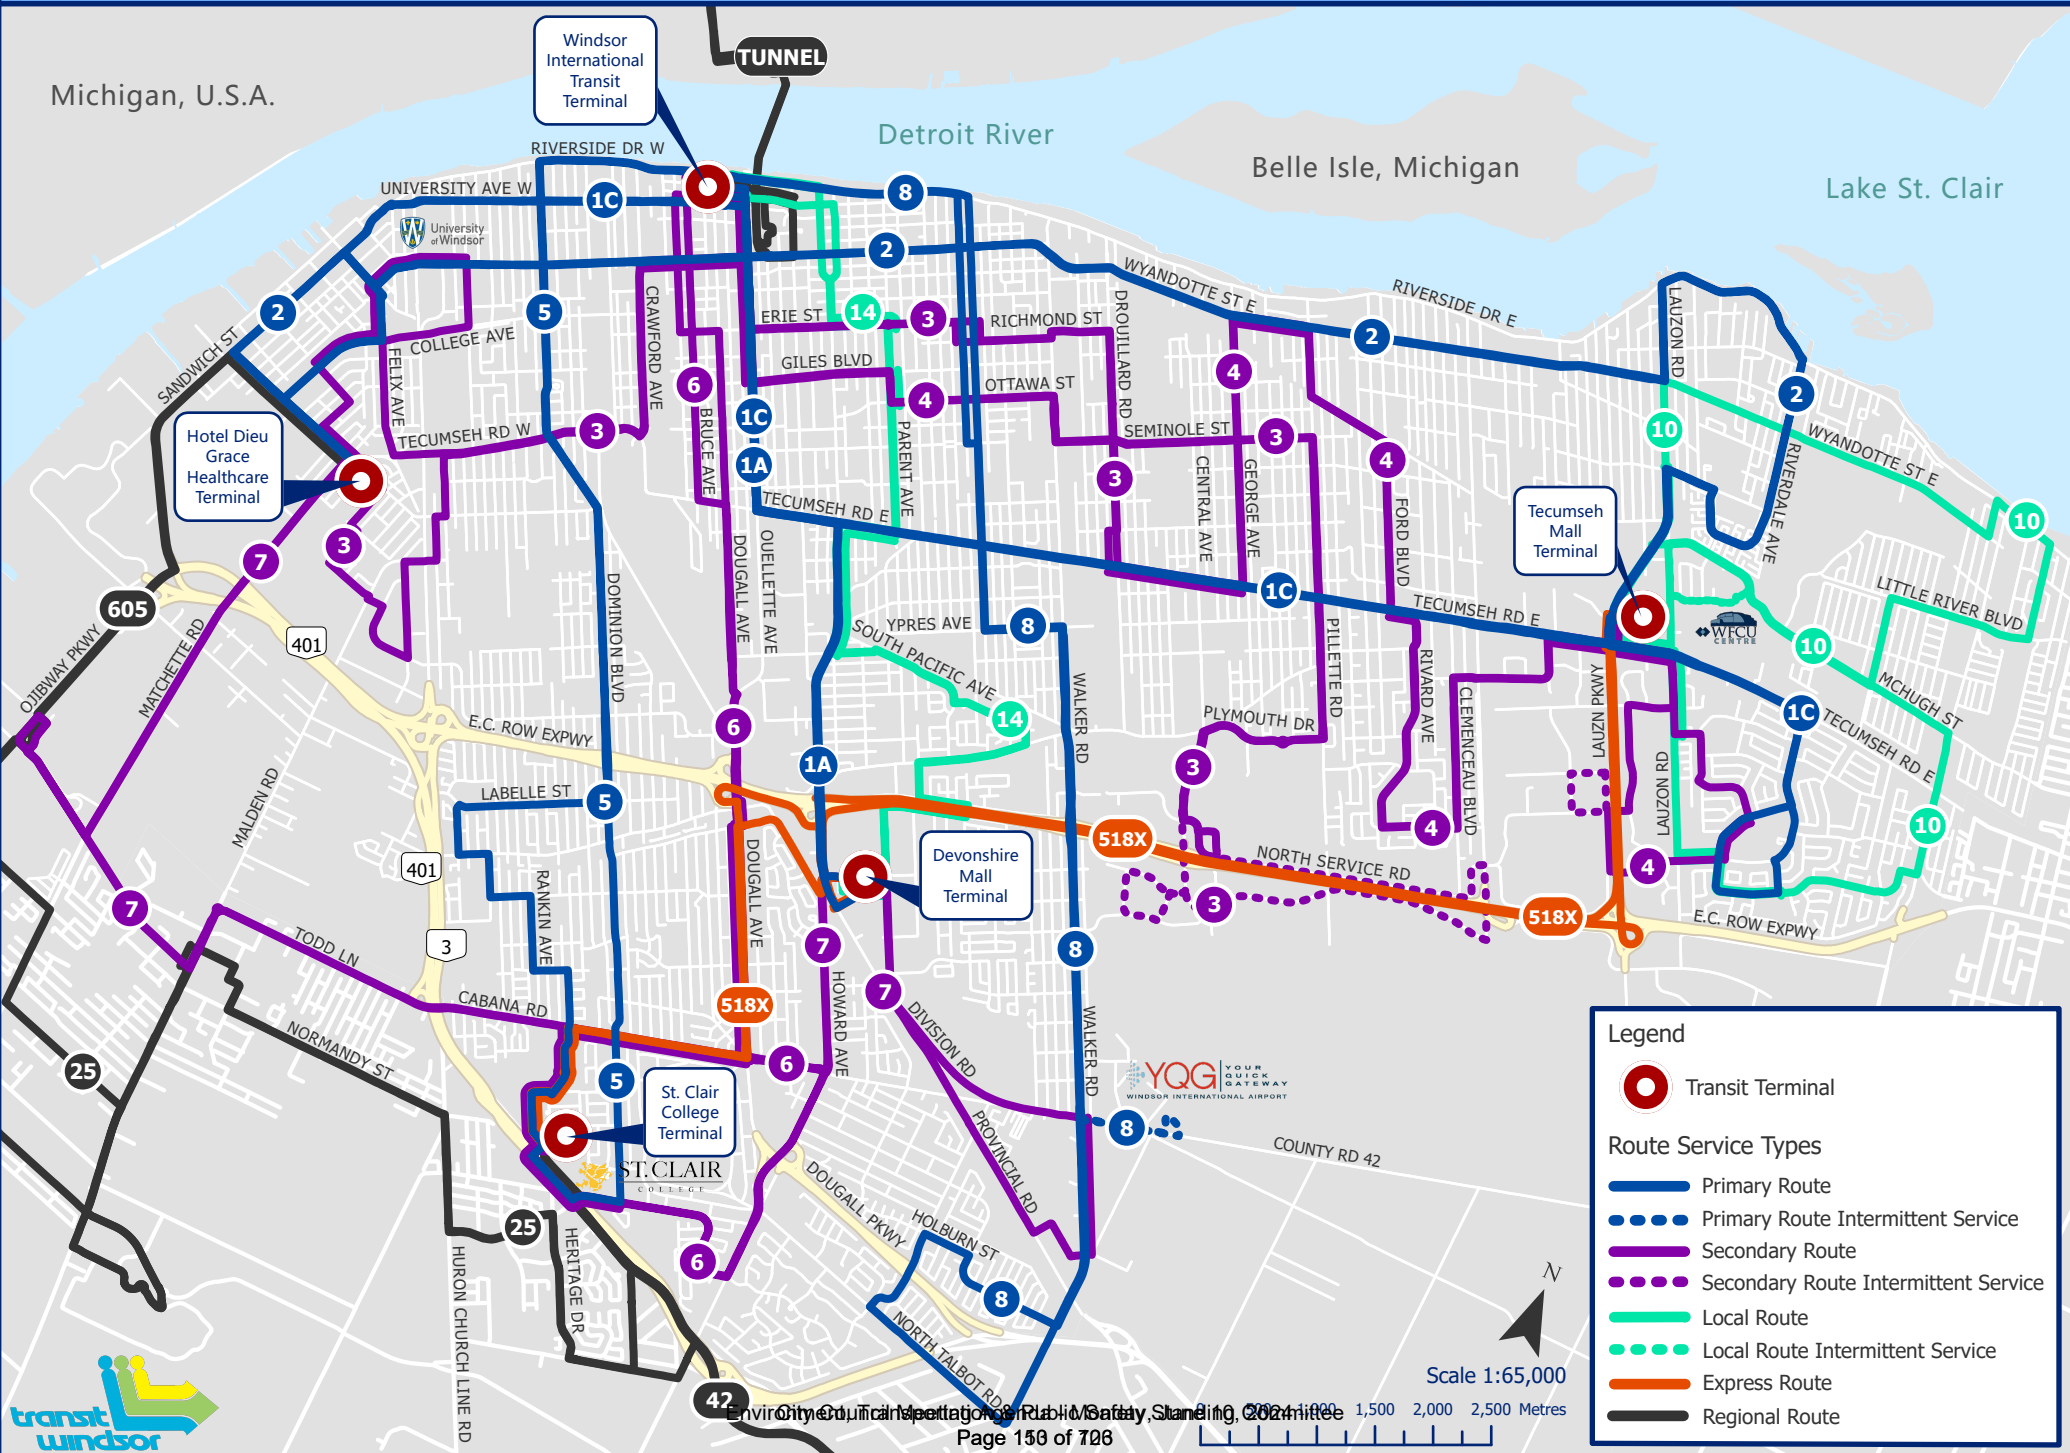 Michigan, U.S.A.
Windsor
International
Transit
Terminal
TUNNEL
Detroit River
Belle Isle, Michigan
Lake St. Clair
RIVERSIDE DR W
UNIVERSITY AVE W
1C
8
University
of Windsor
2
2
WYANDOTTE ST E
RIVERSIDE DR E
LAUZON RD
5
CRAWFORD AVE
ERIE ST
14
3
RICHMOND ST
DROUILLARD RD
2
SANDWICH ST
COLLEGE AVE
FELIX AVE
GILES BLVD
OTTAWA ST
4
4
6
BRUCE AVE
1C
2
10
WYANDOTTE ST E
TECUMSEH RD W
3
PARENT AVE
SEMINOLE ST
3
4
RIVERDALE AVE
Hotel Dieu
Grace
Healthcare
Terminal
1A
TECUMSEH RD E
3
CENTRAL AVE
GEORGE AVE
FORD BLVD
Tecumseh
Mall
Terminal
10
3
7
DOUGALL AVE
OUELLETTE AVE
DOMINION BLVD
1C
TECUMSEH RD E
LITTLE RIVER BLVD
605
401
YPRES AVE
8
WFCU
CENTRE
10
OJIBWAY PKWY
MATCHETTE RD
SOUTH PACIFIC AVE
PILLETTE RD
RIVARD AVE
CLEMENCEAU BLVD
LAUZN PKWY
LAUZON RD
MCHUGH ST
E.C. ROW EXPWY
6
14
WALKER RD
PLYMOUTH DR
1C
TECUMSEH RD E
MALDEN RD
LABELLE ST
5
1A
3
4
10
401
518X
NORTH SERVICE RD
4
Devonshire
Mall
Terminal
DOUGALL AVE
RANKIN AVE
7
3
3
518X
E.C. ROW EXPWY
TODD LN
7
8
CABANA RD
518X
HOWARD AVE
7
DIVISION RD
WALKER RD
NORMANDY ST
25
6
5
St. Clair
College
Terminal
YQG
YOUR
QUICK
GATEWAY
WINDSOR INTERNATIONAL AIRPORT
8
COUNTY RD 42
PROVINCIAL RD
ST. CLAIR
COLLEGE
DOUGALL PKWY
25
HERITAGE DR
HURON CHURCH LINE RD
6
HOLBURN ST
8
NORTH TALBOT RD
42
N
Scale 1:65,000
1,500 2,000 2,500 Metres
Legend
Transit Terminal
Route Service Types
Primary Route
Primary Route Intermittent Service
Secondary Route
Secondary Route Intermittent Service
Local Route
Local Route Intermittent Service
Express Route
Regional Route
transit
windsor